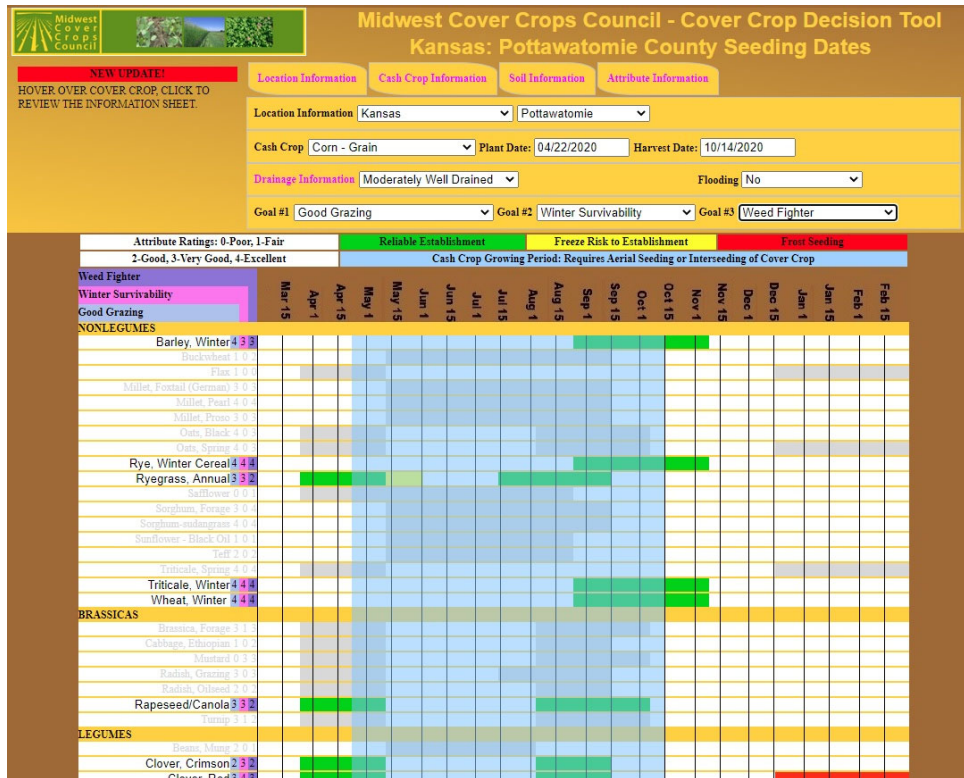 Midwest
Cover
Crops
Council
Midwest Cover Crops Council - Cover Crop Decision Tool
Kansas: Pottawatomie County Seeding Dates
NEW UPDATE!
HOVER OVER COVER CROP, CLICK TO
REVIEW THE INFORMATION SHEET.
Location Information Cash Crop Information Soil Information Attribute Information
Location Information Kansas Pottawatomie
Cash Crop Corn - Grain Plant Date: 04/22/2020 Harvest Date: 10/14/2020
Drainage Information Moderately Well Drained Flooding No
Goal #1 Good Grazing Goal #2 Winter Survivability Goal #3 Weed Fighter
Attribute Ratings: 0-Poor, 1-Fair Reliable Establishment Freeze Risk to Establishment Frost Seeding
2-Good, 3-Very Good, 4-Excellent Cash Crop Growing Period: Requires Aerial Seeding or Interseeding of Cover Crop
Weed Fighter
Winter Survivability
Good Grazing
Mar 15 Apr 1 Apr 15 May 1 May 15 Jun 1 Jun 15 Jul 1 Jul 15 Aug 1 Aug 15 Sep 1 Sep 15 Oct 1 Oct 15 Nov 1 Nov 15 Dec 1 Dec 15 Jan 1 Jan 15 Feb 1 Feb 15
NONLEGUMES
Barley, Winter 4 3 3
Buckwheat 1 0 2
Flax 1 0 0
Millet, Foxtail (German) 3 0 3
Millet, Pearl 4 0 4
Millet, Proso 3 0 3
Oats, Black 4 0 3
Oats, Spring 4 0 3
Rye, Winter Cereal 4 4 4
Ryegrass, Annual 3 3 2
Safflower 0 0 1
Sorghum, Forage 3 0 4
Sorghum-sudangrass 4 0 4
Sunflower - Black Oil 1 0 1
Teff 2 0 2
Triticale, Spring 4 0 4
Triticale, Winter 4 4 4
Wheat, Winter 4 4 4
BRASSICAS
Brassica, Forage 3 1 3
Cabbage, Ethiopian 1 0 2
Mustard 0 3 3
Radish, Grazing 3 0 3
Radish, Oilseed 2 0 2
Rapeseed/Canola 3 3 2
Turnip 3 1 2
LEGUMES
Beans, Mung 2 0 1
Clover, Crimson 2 3 2
Clover, Red 3 4 3